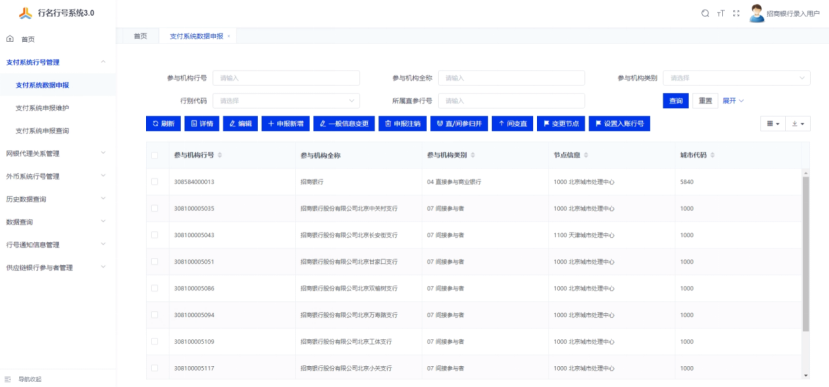 行名行号系统3.0
招商银行录入用户
首页
支付系统行号管理
支付系统数据申报
支付系统申报维护
支付系统申报查询
网银代理关系管理
外币系统行号管理
历史数据查询
数据查询
行号通知信息管理
供应链银行参与者管理
导航收起
首页 支付系统数据申报
参与机构行号 请输入 参与机构全称 请输入 参与机构类别 请选择
行别代码 请选择 所属直参行号 请输入 查询 重置 展开
刷新 详情 编辑 申报新增 一般信息变更 申报注销 直/间参归并 间变直 变更节点 设置入账行号
参与机构行号 参与机构全称 参与机构类别 节点信息 城市代码
308584000013 招商银行 04 直接参与商业银行 1000 北京城市处理中心 5840
308100005035 招商银行股份有限公司北京中关村支行 07 间接参与者 1000 北京城市处理中心 1000
308100005043 招商银行股份有限公司北京长安街支行 07 间接参与者 1100 天津城市处理中心 1000
308100005051 招商银行股份有限公司北京甘家口支行 07 间接参与者 1000 北京城市处理中心 1000
308100005086 招商银行股份有限公司北京双榆树支行 07 间接参与者 1000 北京城市处理中心 1000
308100005094 招商银行股份有限公司北京万寿路支行 07 间接参与者 1000 北京城市处理中心 1000
308100005109 招商银行股份有限公司北京工体支行 07 间接参与者 1000 北京城市处理中心 1000
308100005117 招商银行股份有限公司北京小关支行 07 间接参与者 1000 北京城市处理中心 1000